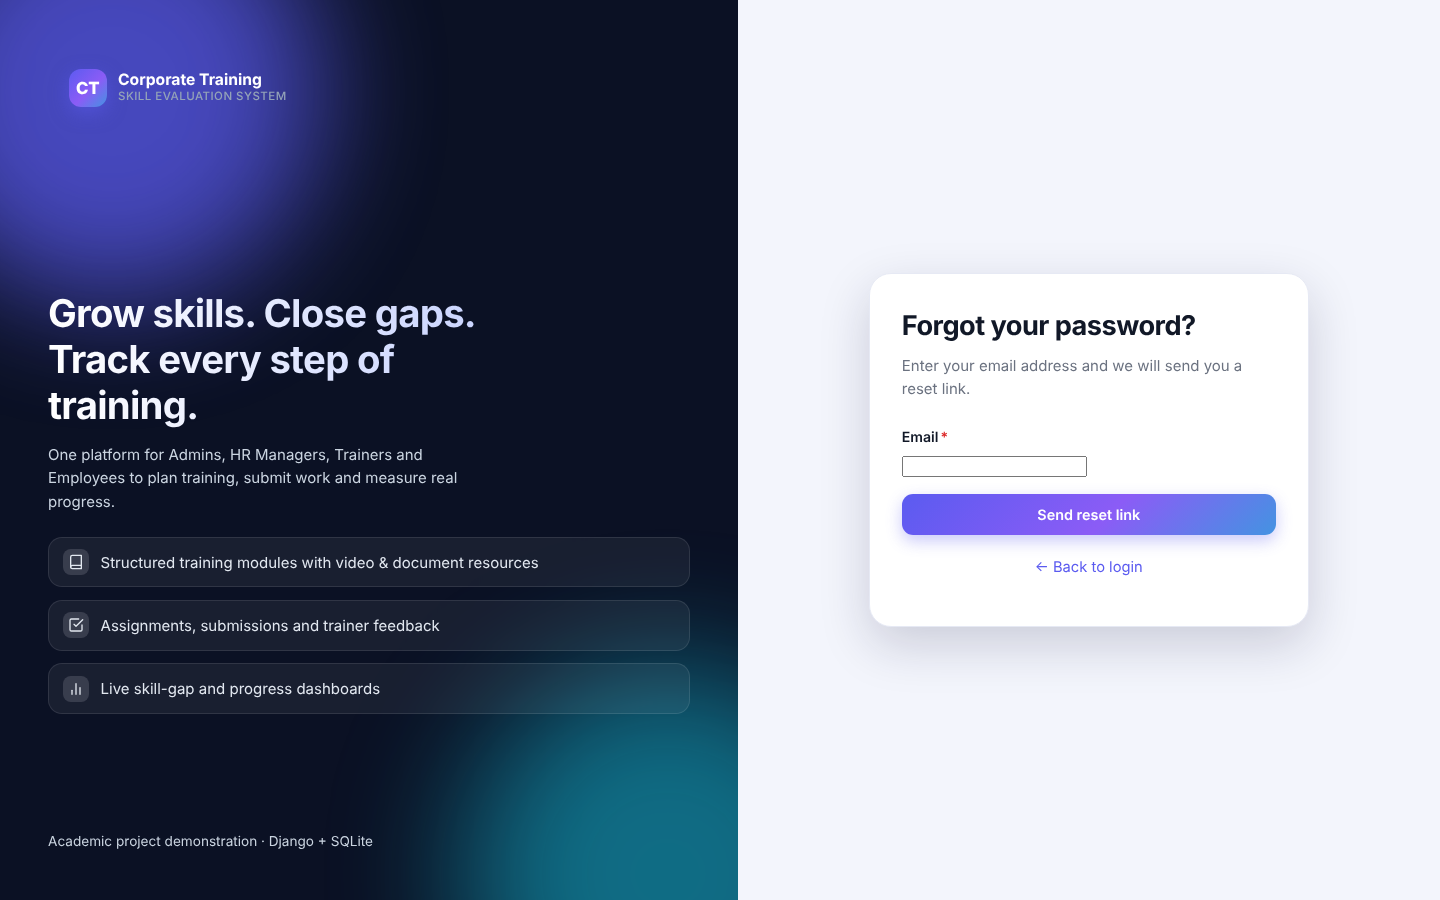 CT
Corporate Training
SKILL EVALUATION SYSTEM
Grow skills. Close gaps.
Track every step of
training.
One platform for Admins, HR Managers, Trainers and
Employees to plan training, submit work and measure real
progress.
Structured training modules with video & document resources
Assignments, submissions and trainer feedback
Live skill-gap and progress dashboards
Academic project demonstration · Django + SQLite
Forgot your password?
Enter your email address and we will send you a
reset link.
Email *
Send reset link
← Back to login